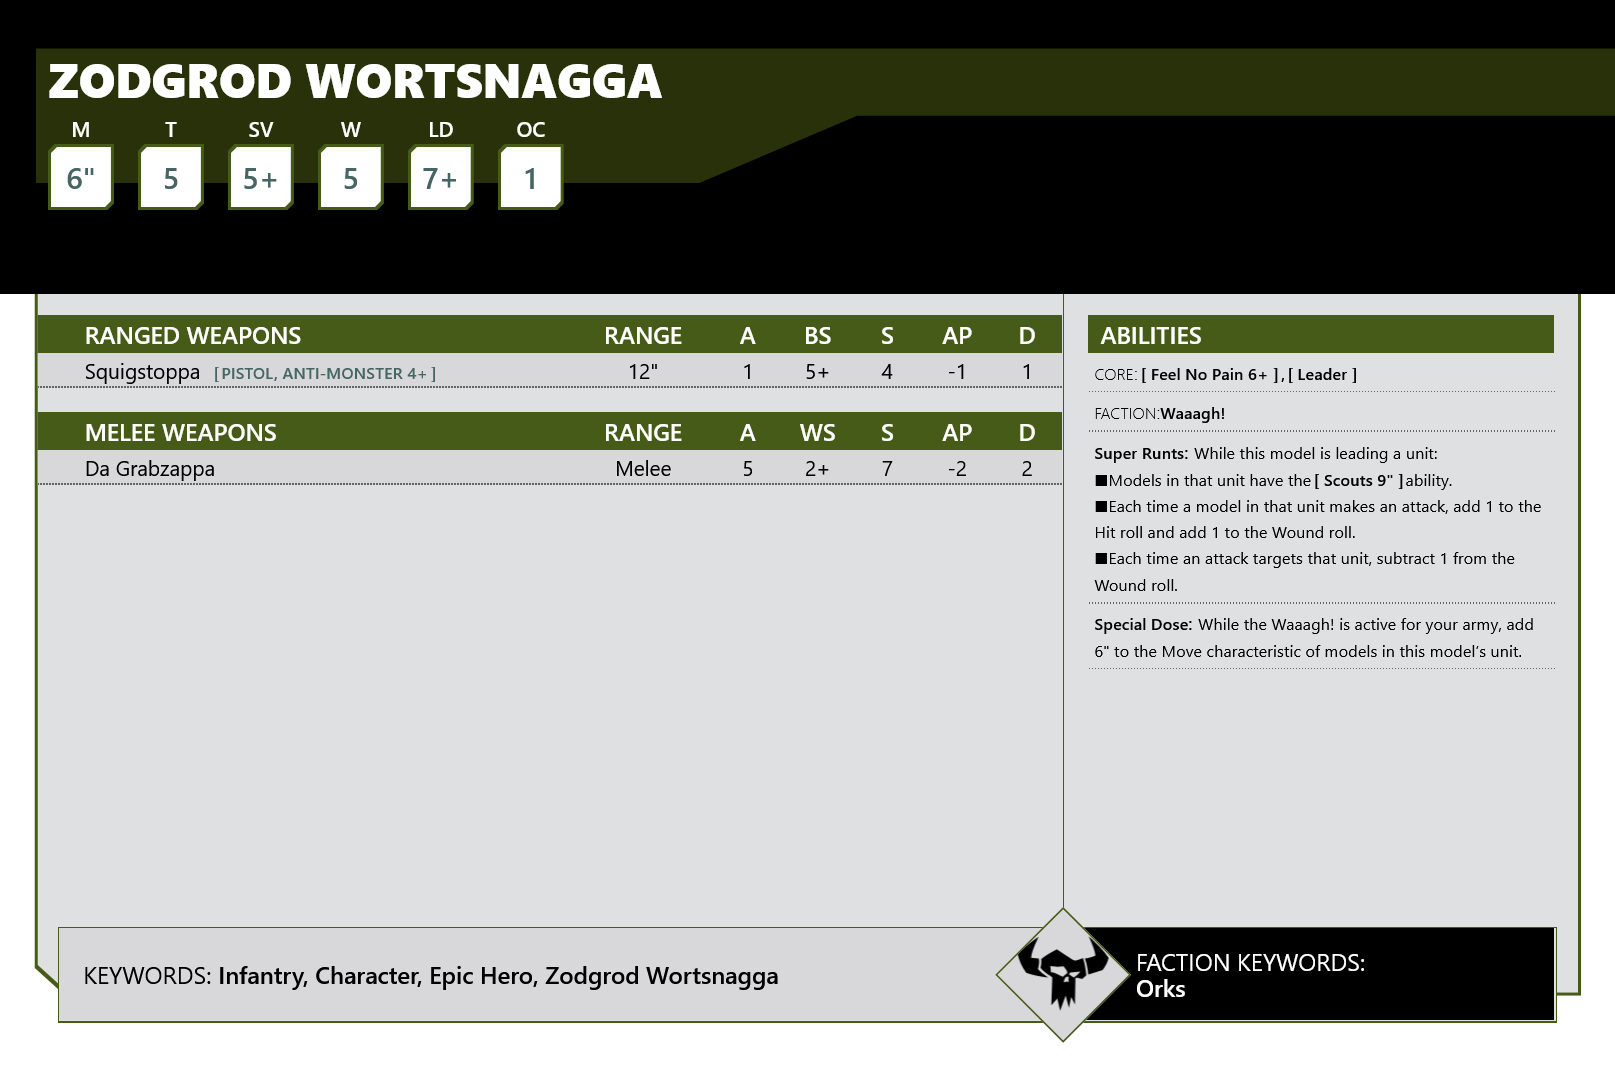 ZODGROD WORTSNAGGA
M T SV W LD OC
6" 5 5+ 5 7+ 1
RANGED WEAPONS RANGE A BS S AP D
Squigstoppa [PISTOL, ANTI-MONSTER 4+] 12" 1 5+ 4 -1 1
MELEE WEAPONS RANGE A WS S AP D
Da Grabzappa Melee 5 2+ 7 -2 2
ABILITIES
CORE: [ Feel No Pain 6+ ], [ Leader ]
FACTION:Waaagh!
Super Runts: While this model is leading a unit:
■Models in that unit have the [ Scouts 9" ] ability.
■Each time a model in that unit makes an attack, add 1 to the
Hit roll and add 1 to the Wound roll.
■Each time an attack targets that unit, subtract 1 from the
Wound roll.
Special Dose: While the Waaagh! is active for your army, add
6" to the Move characteristic of models in this model’s unit.
KEYWORDS: Infantry, Character, Epic Hero, Zodgrod Wortsnagga
FACTION KEYWORDS:
Orks